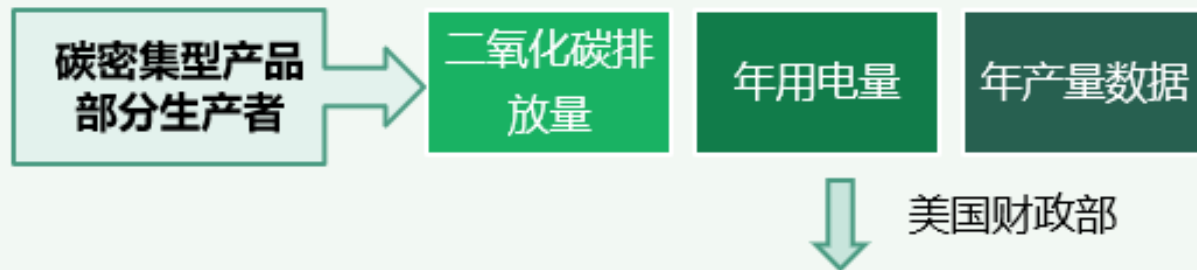 碳密集型产品
部分生产者
二氧化碳排
放量
年用电量
年产量数据
美国财政部